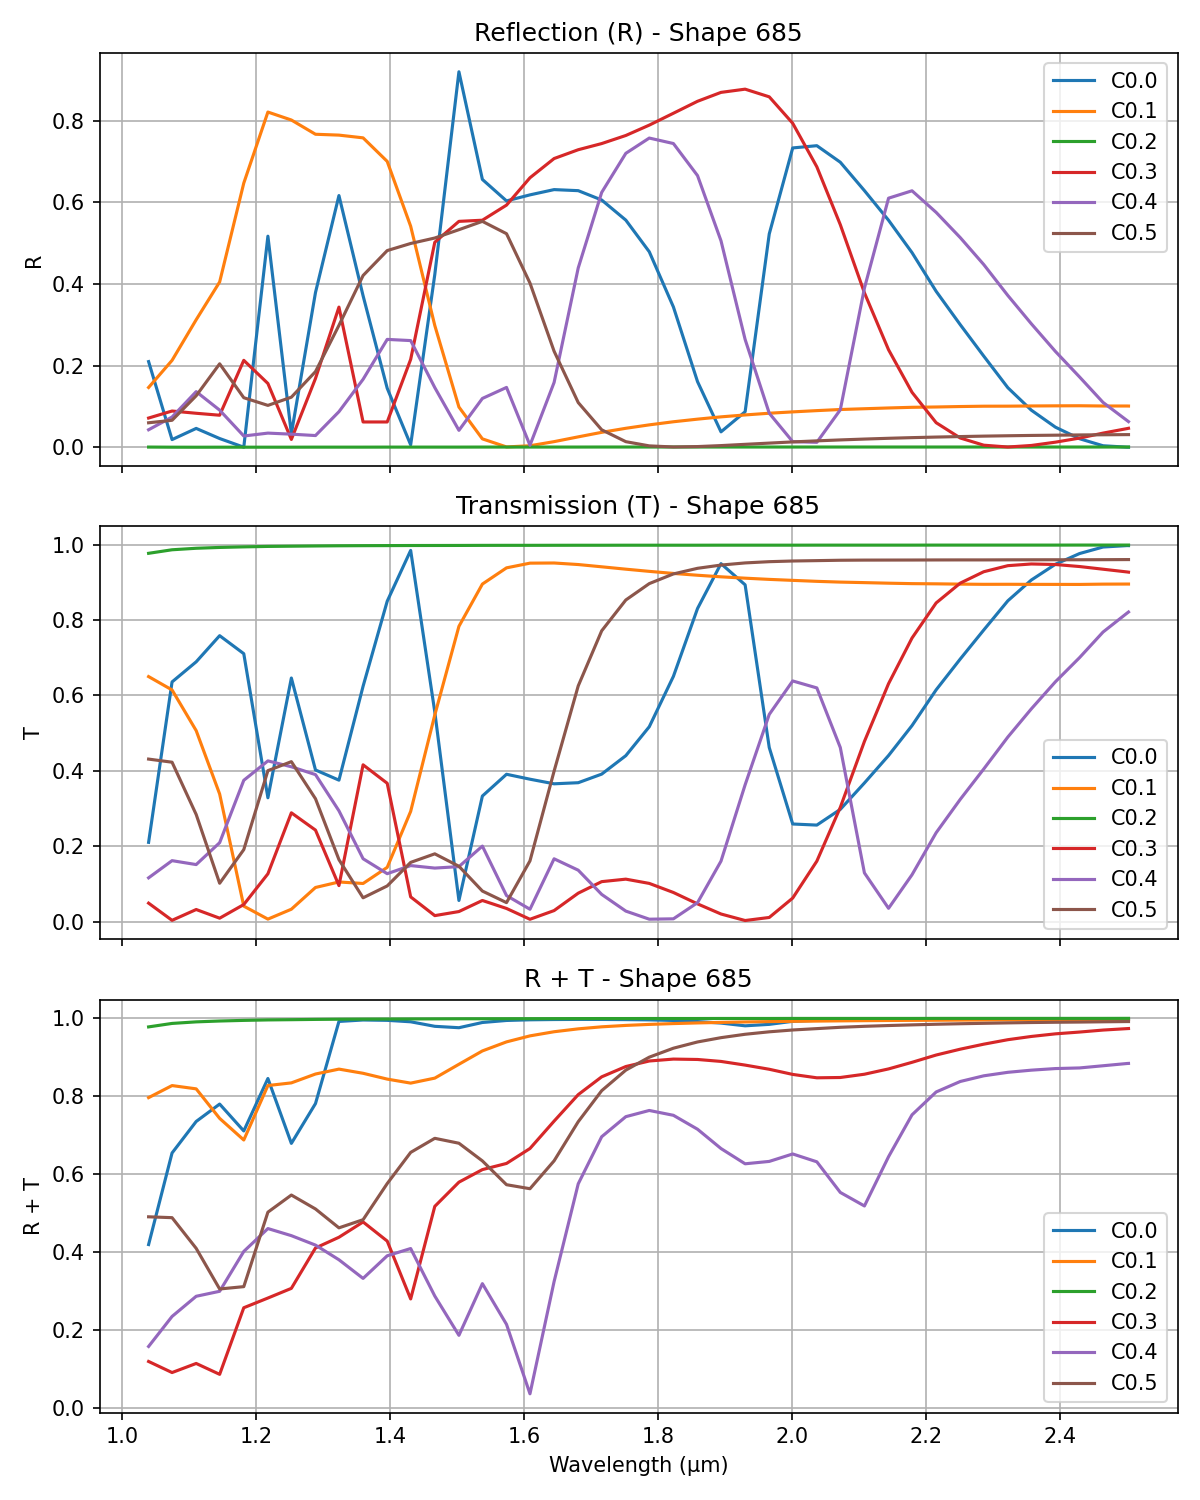 Reflection (R) - Shape 685
R
0.8
0.6
0.4
0.2
0.0
C0.0
C0.1
C0.2
C0.3
C0.4
C0.5
Transmission (T) - Shape 685
T
1.0
0.8
0.6
0.4
0.2
0.0
C0.0
C0.1
C0.2
C0.3
C0.4
C0.5
R + T - Shape 685
R + T
1.0
0.8
0.6
0.4
0.2
0.0
C0.0
C0.1
C0.2
C0.3
C0.4
C0.5
1.0 1.2 1.4 1.6 1.8 2.0 2.2 2.4
Wavelength (μm)